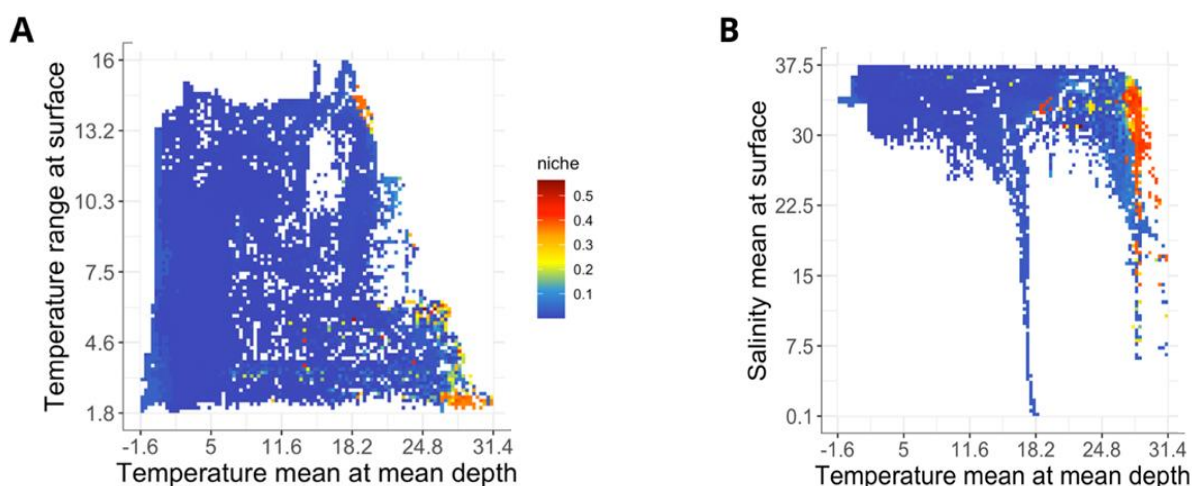 A
Temperature range at surface
16
13.2
10.3
7.5
4.6
1.8
-1.6 5 11.6 18.2 24.8 31.4
Temperature mean at mean depth
niche
0.5
0.4
0.3
0.2
0.1
B
Salinity mean at surface
37.5
30
22.5
15
7.5
0.1
-1.6 5 11.6 18.2 24.8 31.4
Temperature mean at mean depth